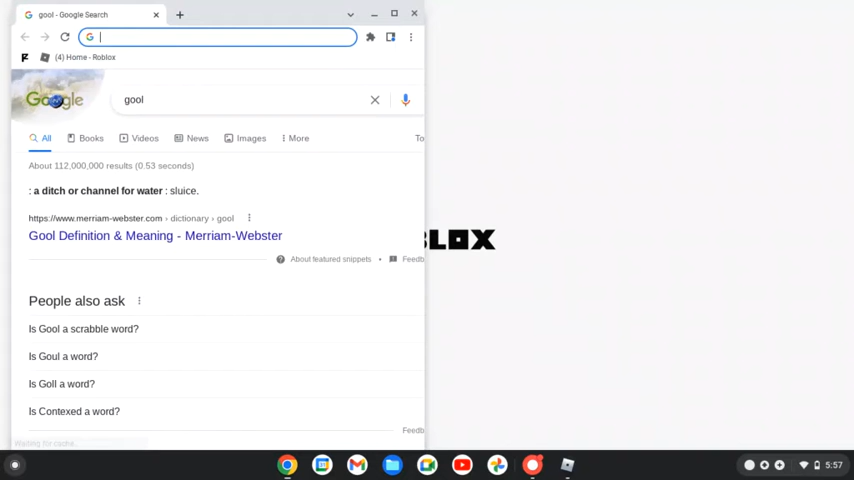 gool - Google Search
(4) Home - Roblox
Google
gool
All
Books
Videos
News
Images
More
To
About 112,000,000 results (0.53 seconds)
: a ditch or channel for water : sluice.
https://www.merriam-webster.com › dictionary › gool
Gool Definition & Meaning - Merriam-Webster
About featured snippets • Feedb
BLOX
People also ask
Is Gool a scrabble word?
Is Goul a word?
Is Goll a word?
Is Contexed a word?
Feedb
Waiting for cache...
5:57